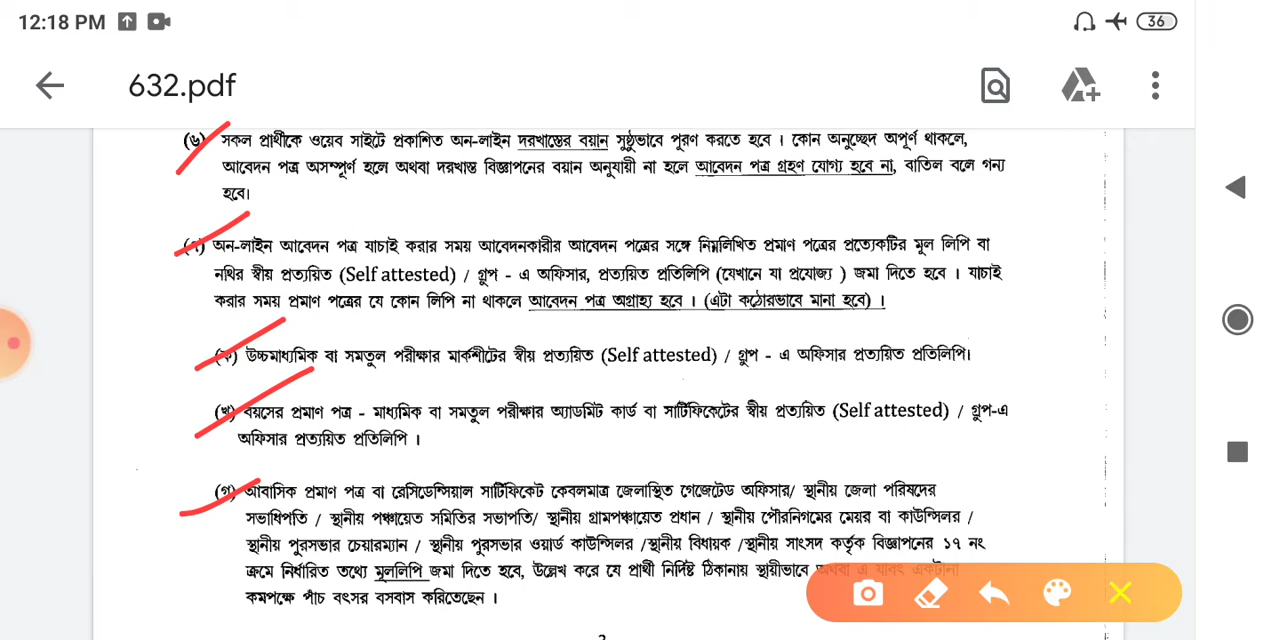 12:18 PM
36
632.pdf
(৬) সকল প্রার্থীকে ওয়েব সাইটে প্রকাশিত অন-লাইন দরখাস্তের বয়ান সুষ্ঠুভাবে পূরণ করতে হবে । কোন অনুচ্ছেদ অপূর্ণ থাকলে,
আবেদন পত্র অসম্পূর্ণ হলে অথবা দরখাস্ত বিজ্ঞাপনের বয়ান অনুযায়ী না হলে আবেদন পত্র গ্রহণ যোগ্য হবে না, বাতিল বলে গন্য
হবে।
(৭) অন-লাইন আবেদন পত্র যাচাই করার সময় আবেদনকারীর আবেদন পত্রের সঙ্গে নিম্নলিখিত প্রমাণ পত্রের প্রত্যেকটির মূল লিপি বা
নথির স্বীয় প্রত্যয়িত (Self attested) / গ্রুপ - এ অফিসার, প্রত্যয়িত প্রতিলিপি (যেখানে যা প্রযোজ্য ) জমা দিতে হবে । যাচাই
করার সময় প্রমাণ পত্রের যে কোন লিপি না থাকলে আবেদন পত্র অগ্রাহ্য হবে । (এটা কঠোরভাবে মানা হবে) ।
(ক) উচ্চমাধ্যমিক বা সমতুল পরীক্ষার মার্কশীটের স্বীয় প্রত্যয়িত (Self attested) / গ্রুপ - এ অফিসার প্রত্যয়িত প্রতিলিপি।
(খ) বয়সের প্রমাণ পত্র - মাধ্যমিক বা সমতুল পরীক্ষার অ্যাডমিট কার্ড বা সার্টিফিকেটের স্বীয় প্রত্যয়িত (Self attested) / গ্রুপ-এ
অফিসার প্রত্যয়িত প্রতিলিপি ।
(গ) আবাসিক প্রমাণ পত্র বা রেসিডেন্সিয়াল সার্টিফিকেট কেবলমাত্র জেলাস্থিত গেজেটেড অফিসার/ স্থানীয় জেলা পরিষদের
সভাধিপতি / স্থানীয় পঞ্চায়েত সমিতির সভাপতি/ স্থানীয় গ্রামপঞ্চায়েত প্রধান / স্থানীয় পৌরনিগমের মেয়র বা কাউন্সিলর /
স্থানীয় পুরসভার চেয়ারম্যান / স্থানীয় পুরসভার ওয়ার্ড কাউন্সিলর /স্থানীয় বিধায়ক /স্থানীয় সাংসদ কর্তৃক বিজ্ঞাপনের ১৭ নং
ক্রমে নির্ধারিত তথ্যে মূললিপি জমা দিতে হবে, উল্লেখ করে যে প্রার্থী নির্দিষ্ট ঠিকানায় স্থায়ীভাবে অথবা এ যাবৎ একটানা
কমপক্ষে পাঁচ বৎসর বসবাস করিতেছেন ।